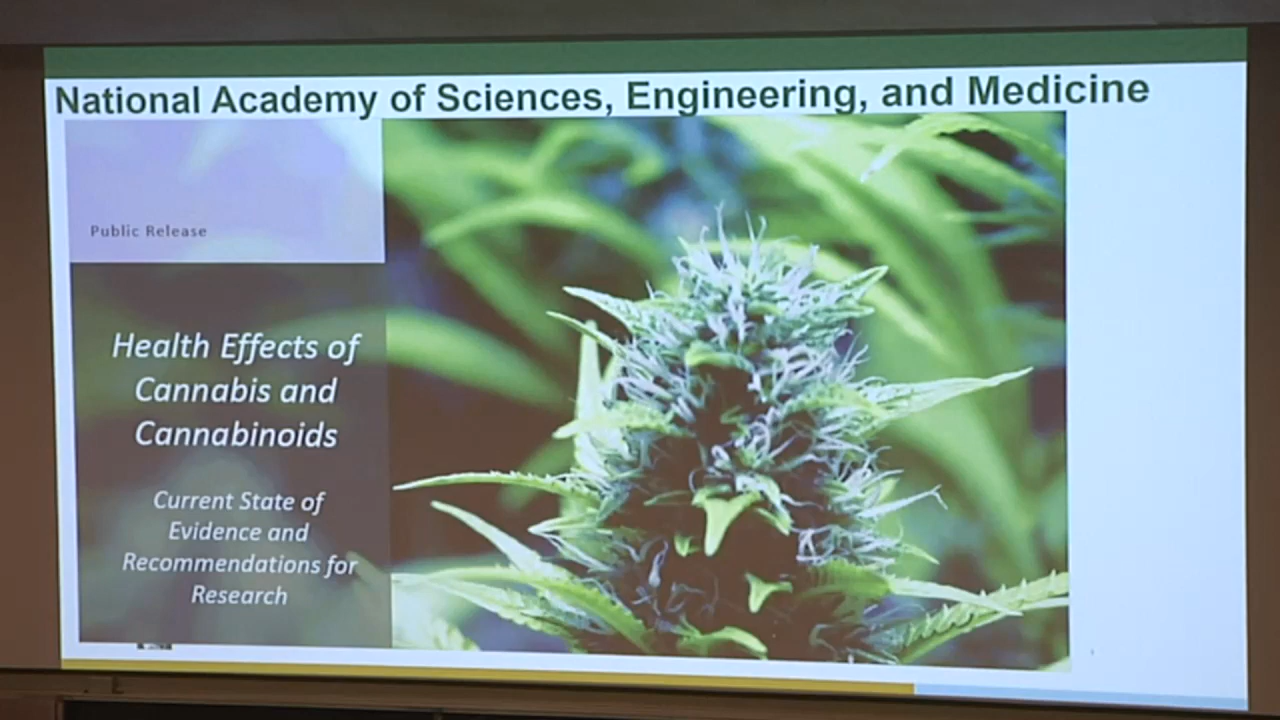 National Academy of Sciences, Engineering, and Medicine
Public Release
Health Effects of
Cannabis and
Cannabinoids
Current State of
Evidence and
Recommendations for
Research